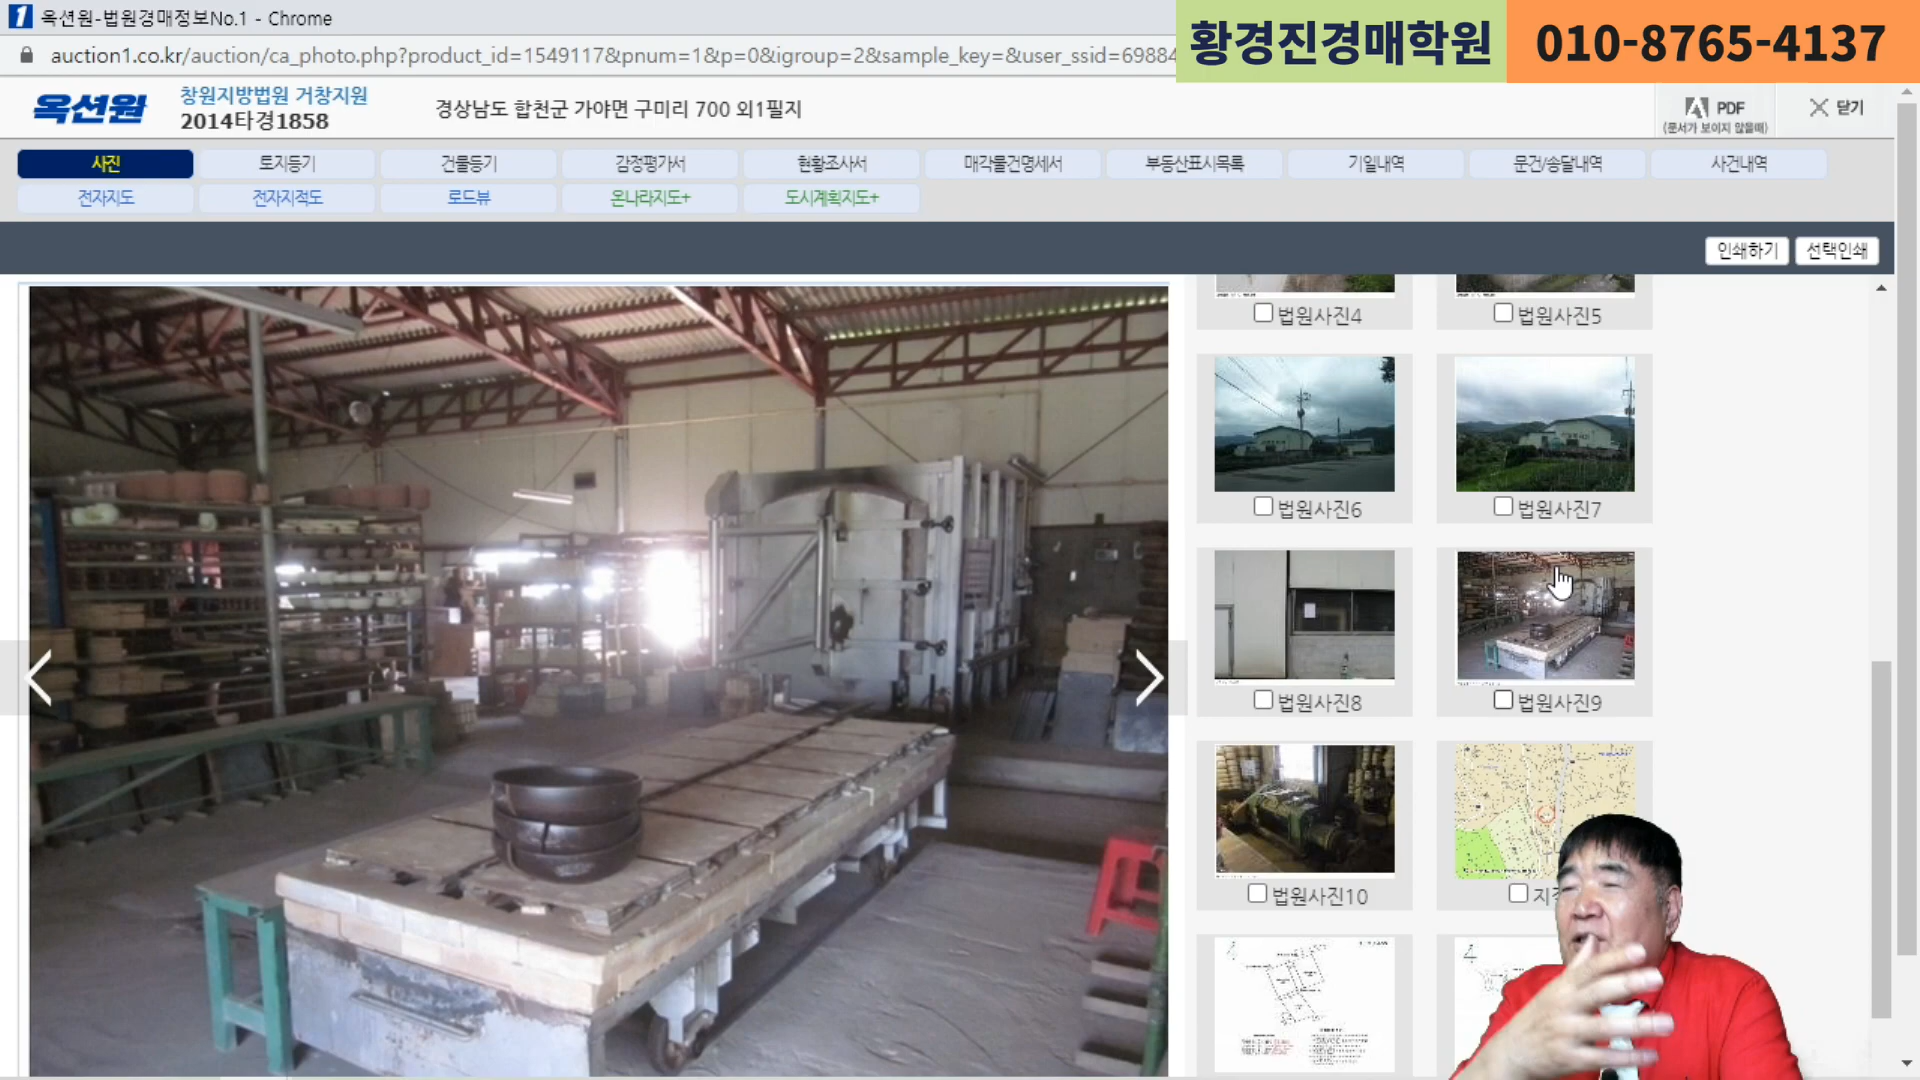 옥션원-법원경매정보No.1 - Chrome
auction1.co.kr/auction/ca_photo.php?product_id=1549117&pnum=1&p=0&igroup=2&sample_key=&user_ssid=69884
황경진경매학원 010-8765-4137
옥션원
창원지방법원 거창지원
2014타경1858
경상남도 합천군 가야면 구미리 700 외1필지
PDF
(문서가 보이지 않을때)
닫기
사진 토지등기 건물등기 감정평가서 현황조사서 매각물건명세서 부동산표시목록 기일내역 문건/송달내역 사건내역
전자지도 전자지적도 로드뷰 온나라지도+ 도시계획지도+
인쇄하기 선택인쇄
법원사진4 법원사진5
법원사진6 법원사진7
법원사진8 법원사진9
법원사진10